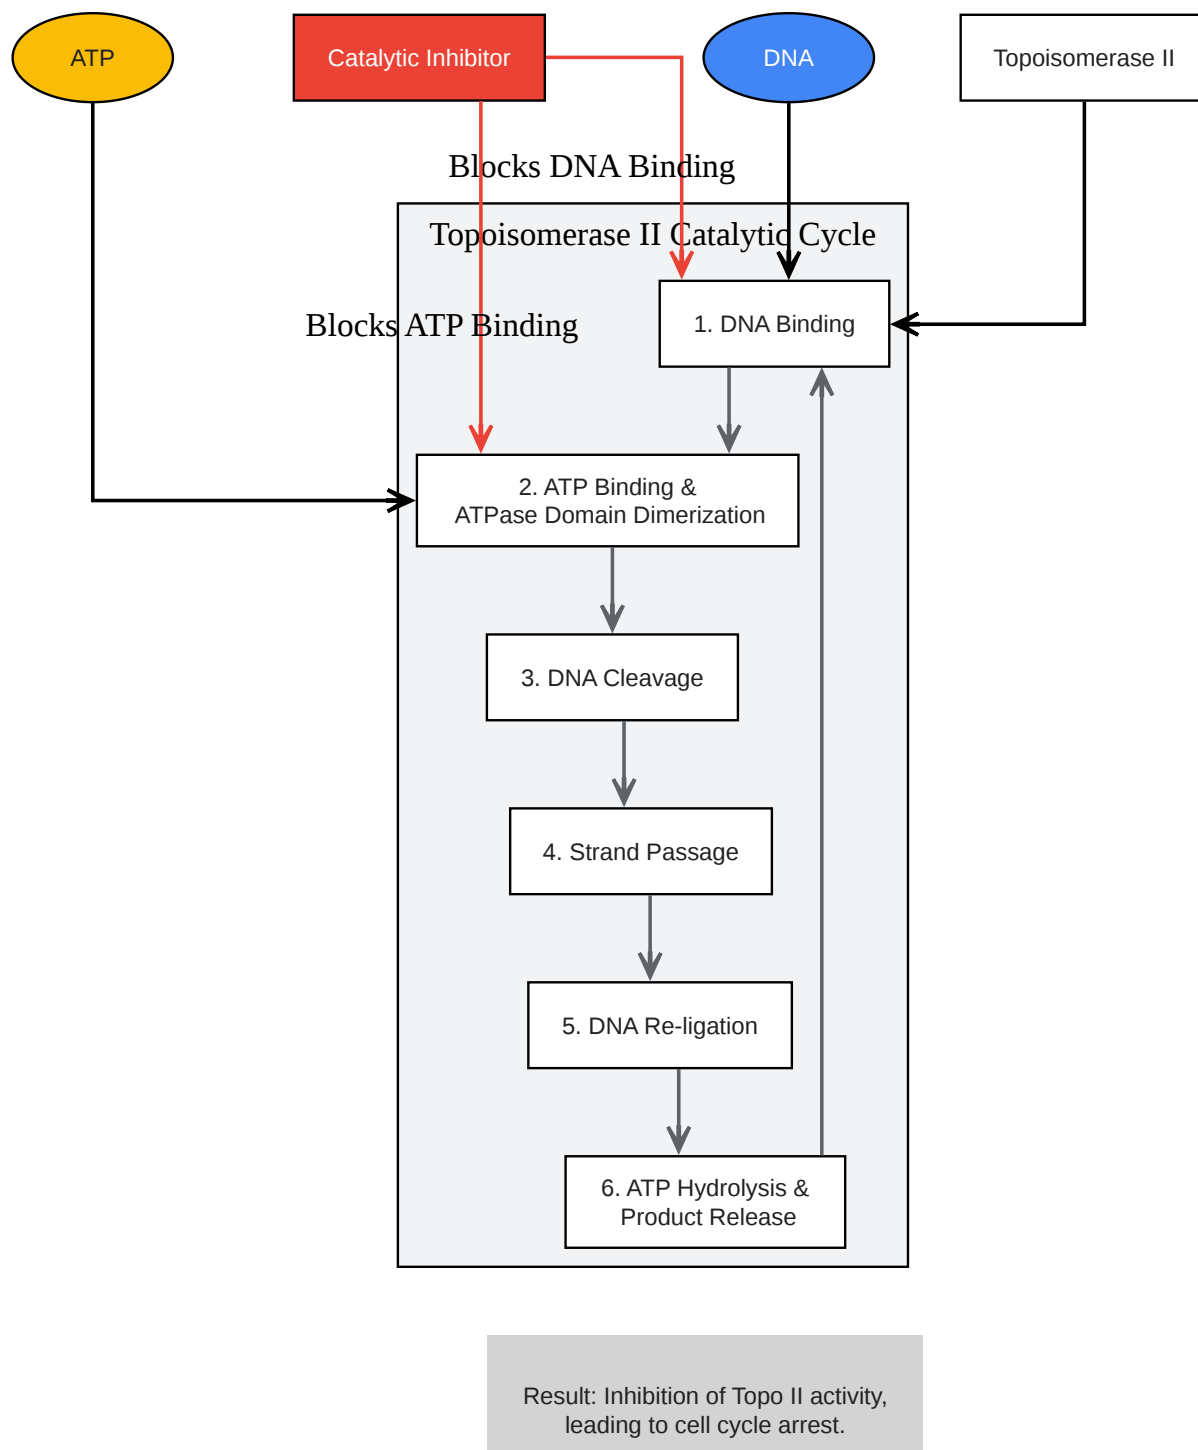 ATP
Catalytic Inhibitor
DNA
Topoisomerase II
Blocks DNA Binding
Topoisomerase II Catalytic Cycle
Blocks ATP Binding
1. DNA Binding
2. ATP Binding &
ATPase Domain Dimerization
3. DNA Cleavage
4. Strand Passage
5. DNA Re-ligation
6. ATP Hydrolysis &
Product Release
Result: Inhibition of Topo II activity,
leading to cell cycle arrest.